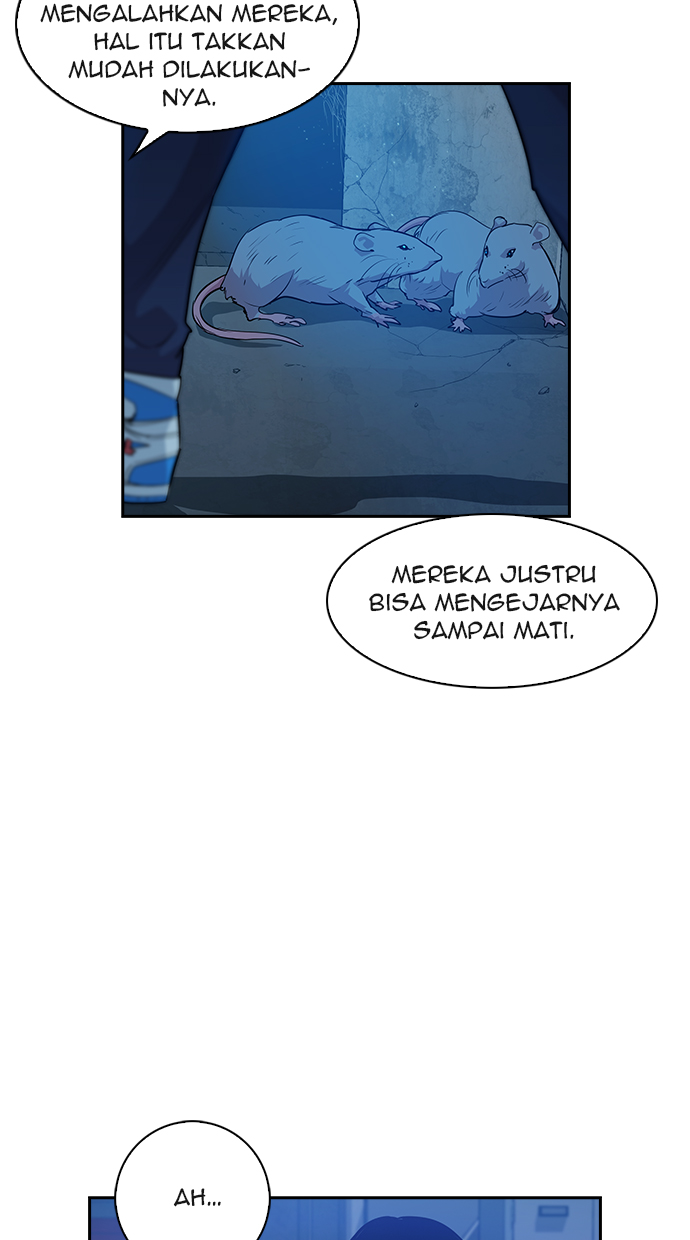 MENGALAHKAN MEREKA,
HAL ITU TAKKAN
MUDAH DILAKUKAN-
NYA.
MEREKA JUSTRU
BISA MENGEJARNYA
SAMPAI MATI.
AH...